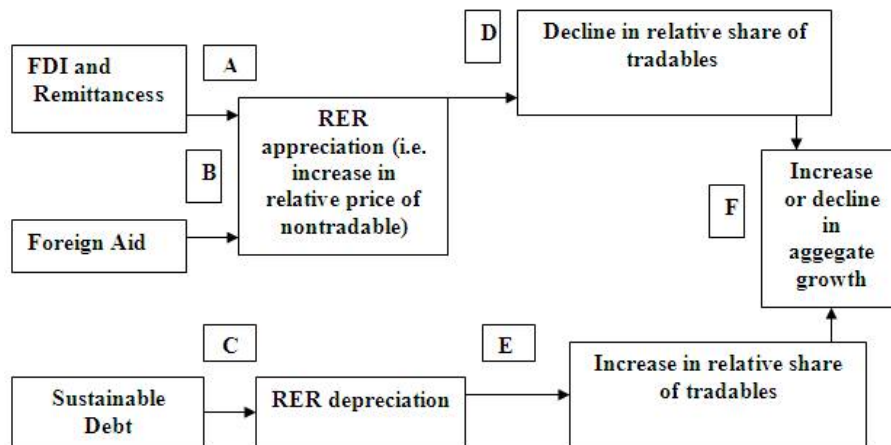 FDI and
Remittancess
A
D
Decline in relative share of
tradables
RER
appreciation (i.e.
increase in
relative price of
nontradable)
B
Foreign Aid
Increase
or decline
in
aggegate
growth
F
C
E
Sustainable
Debt
RER depreciation
Increase in relative share
of tradables